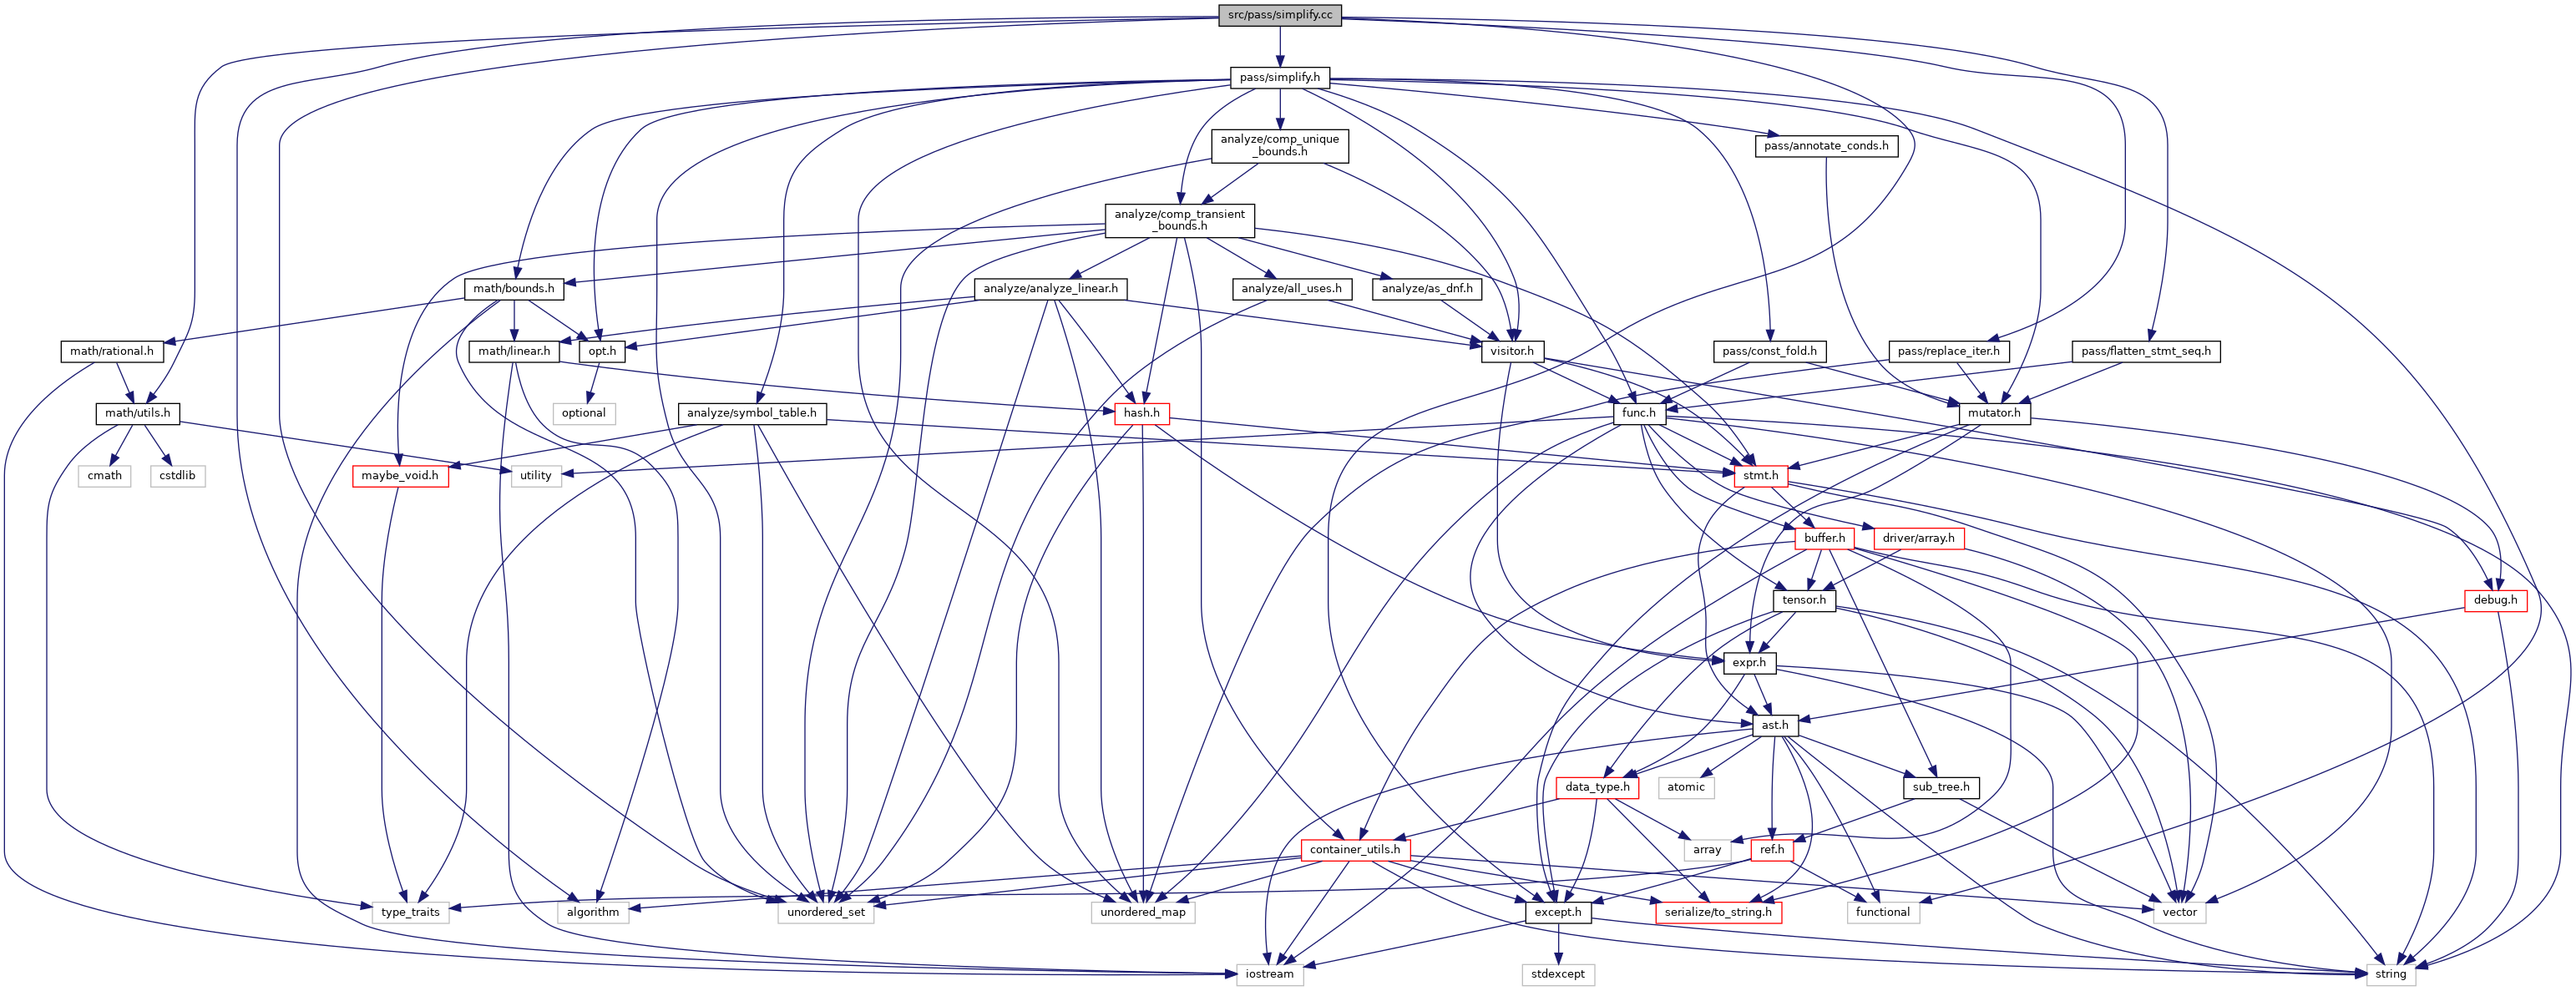 src/pass/simplify.cc
pass/simplify.h
analyze/comp_unique
_bounds.h
pass/annotate_conds.h
analyze/comp_transient
_bounds.h
math/bounds.h
analyze/analyze_linear.h
analyze/all_uses.h
analyze/as_dnf.h
math/rational.h
math/linear.h
opt.h
visitor.h
pass/const_fold.h
pass/replace_iter.h
pass/flatten_stmt_seq.h
math/utils.h
optional
analyze/symbol_table.h
hash.h
func.h
mutator.h
cmath
cstdlib
maybe_void.h
utility
stmt.h
buffer.h
driver/array.h
tensor.h
debug.h
expr.h
ast.h
data_type.h
atomic
sub_tree.h
container_utils.h
array
ref.h
type_traits
algorithm
unordered_set
unordered_map
except.h
serialize/to_string.h
functional
vector
iostream
stdexcept
string